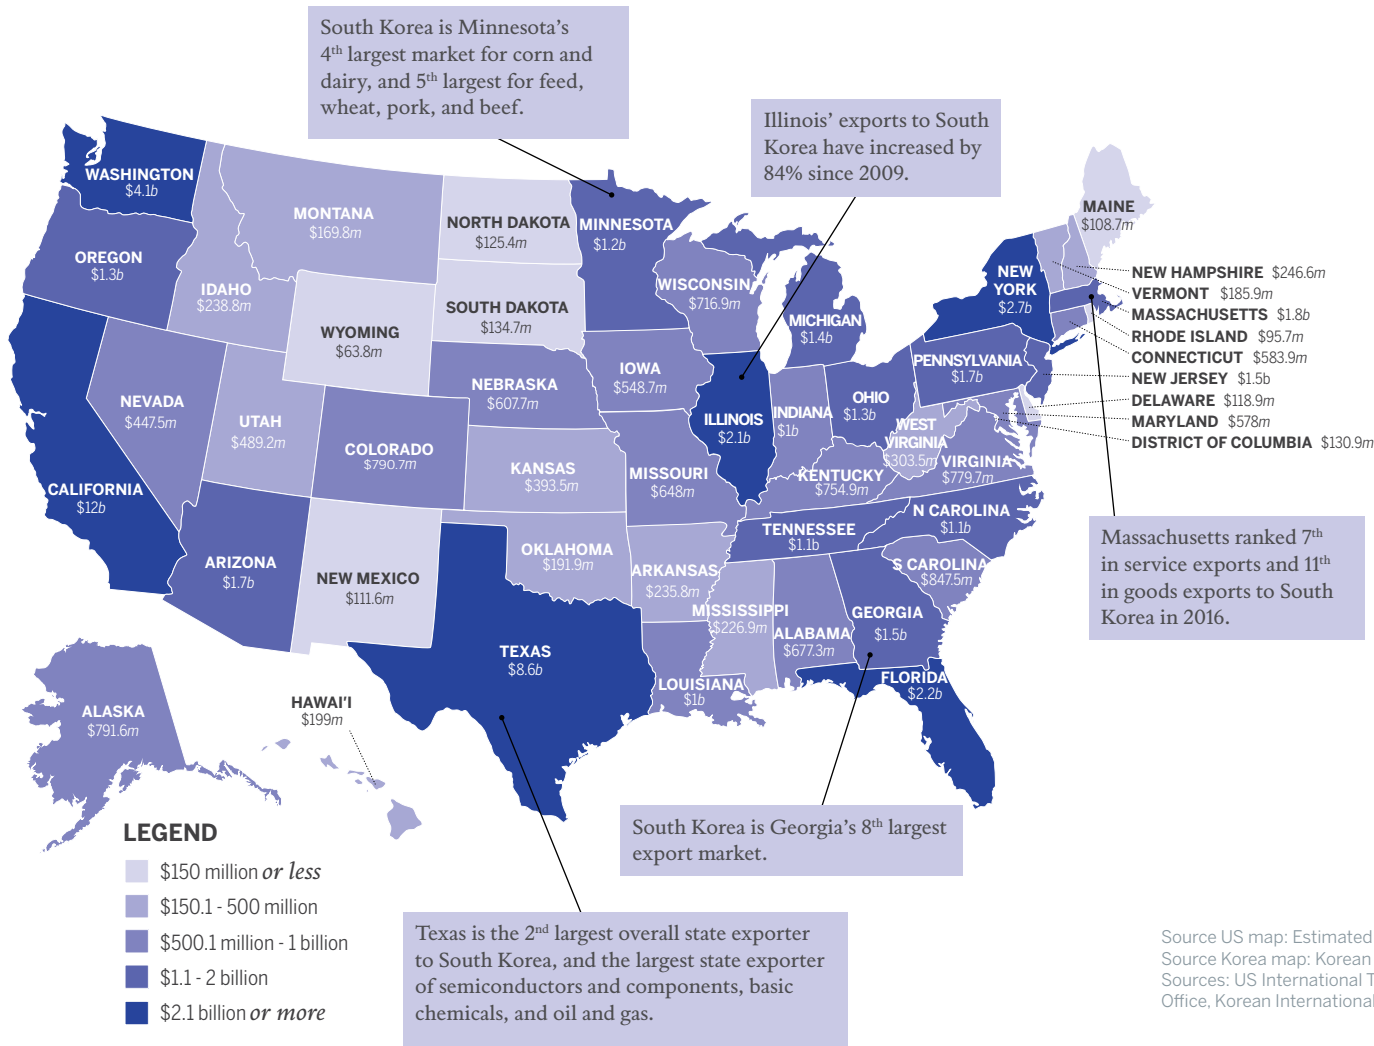 South Korea is Minnesota's
4th largest market for corn and
dairy, and 5th largest for feed,
wheat, pork, and beef.
Illinois' exports to South
Korea have increased by
84% since 2009.
WASHINGTON
$4.1b
OREGON
$1.3b
MONTANA
$169.8m
IDAHO
$238.8m
NORTH DAKOTA
$125.4m
MINNESOTA
$1.2b
SOUTH DAKOTA
$134.7m
WYOMING
$63.8m
WISCONSIN
$716.9m
MICHIGAN
$1.4b
NEW
YORK
$2.7b
MAINE
$108.7m
NEW HAMPSHIRE $246.6m
VERMONT $185.9m
MASSACHUSETTS $1.8b
RHODE ISLAND $95.7m
CONNECTICUT $583.9m
NEW JERSEY $1.5b
DELAWARE $118.9m
MARYLAND $578m
DISTRICT OF COLUMBIA $130.9m
PENNSYLVANIA
$1.7b
IOWA
$548.7m
NEBRASKA
$607.7m
NEVADA
$447.5m
UTAH
$489.2m
COLORADO
$790.7m
KANSAS
$393.5m
MISSOURI
$648m
ILLINOIS
$2.1b
INDIANA
$1b
OHIO
$1.3b
WEST
VIRGINIA
$303.5m
VIRGINIA
$779.7m
KENTUCKY
$754.9m
CALIFORNIA
$12b
ARIZONA
$1.7b
NEW MEXICO
$111.6m
OKLAHOMA
$191.9m
ARKANSAS
$235.8m
TENNESSEE
$1.1b
N CAROLINA
$1.1b
S CAROLINA
$847.5m
MISSISSIPPI
$226.9m
ALABAMA
$677.3m
GEORGIA
$1.5b
TEXAS
$8.6b
LOUISIANA
$1b
FLORIDA
$2.2b
ALASKA
$791.6m
HAWAI'I
$199m
Massachusetts ranked 7th
in service exports and 11th
in goods exports to South
Korea in 2016.
South Korea is Georgia's 8th largest
export market.
Texas is the 2nd largest overall state exporter
to South Korea, and the largest state exporter
of semiconductors and components, basic
chemicals, and oil and gas.
LEGEND
$150 million or less
$150.1 - 500 million
$500.1 million - 1 billion
$1.1 - 2 billion
$2.1 billion or more
Source US map: Estimated
Source Korea map: Korean
Sources: US International T
Office, Korean International